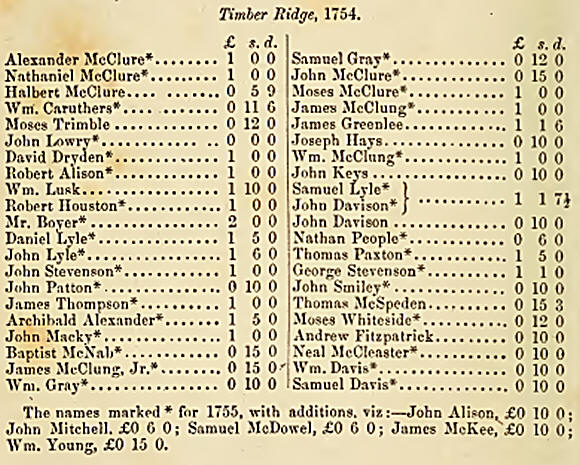 Timber Ridge, 1754.
£ s. d.
Alexander McClure*........ 1 0 0
Nathaniel McClure*........ 1 0 0
Halbert McClure.... ........ 0 5 9
Wm. Caruthers*.... ........ 0 11 6
Moses Trimble ............ 0 12 0
John Lowry*............ .. 0 0 0
David Dryden*............. 1 0 0
Robert Alison*............. 1 0 0
Wm. Lusk................. 1 10 0
Robert Houston*........... 1 0 0
Mr. Boyer*................ 2 0 0
Daniel Lyle*.............. 1 5 0
John Lyle*................ 1 6 0
John Stevenson*........... 1 0 0
John Patton*.............. 0 10 0
James Thompson*.......... 1 0 0
Archibald Alexander*....... 1 5 0
John Macky*.............. 1 0 0
Baptist McNab*............ 0 15 0
James McClung, Jr.*....... 0 15 0
Wm. Gray*................ 0 10 0
£ s. d.
Samuel Gray*.............. 0 12 0
John McClure*............. 0 15 0
Moses McClure*............ 1 0 0
James McClung*........... 1 0 0
James Greenlee............. 1 1 6
Joseph Hays............... 0 10 0
Wm. McClung*............. 1 0 0
John Keys................. 0 10 0
Samuel Lyle* }
John Davison* } ........... 1 1 7½
John Davison .............. 0 10 0
Nathan People*............ 0 6 0
Thomas Paxton*............ 1 5 0
George Stevenson*.......... 1 1 0
John Smiley*.............. 0 10 0
Thomas McSpeden.......... 0 15 3
Moses Whiteside*........... 0 12 0
Andrew Fitzpatrick......... 0 10 0
Neal McCleaster*........... 0 10 0
Wm. Davis*................ 0 10 0
Samuel Davis*............. 0 10 0
The names marked * for 1755, with additions, viz:—John Alison, £0 10 0;
John Mitchell, £0 6 0; Samuel McDowel, £0 6 0; James McKee, £0 10 0;
Wm. Young, £0 15 0.